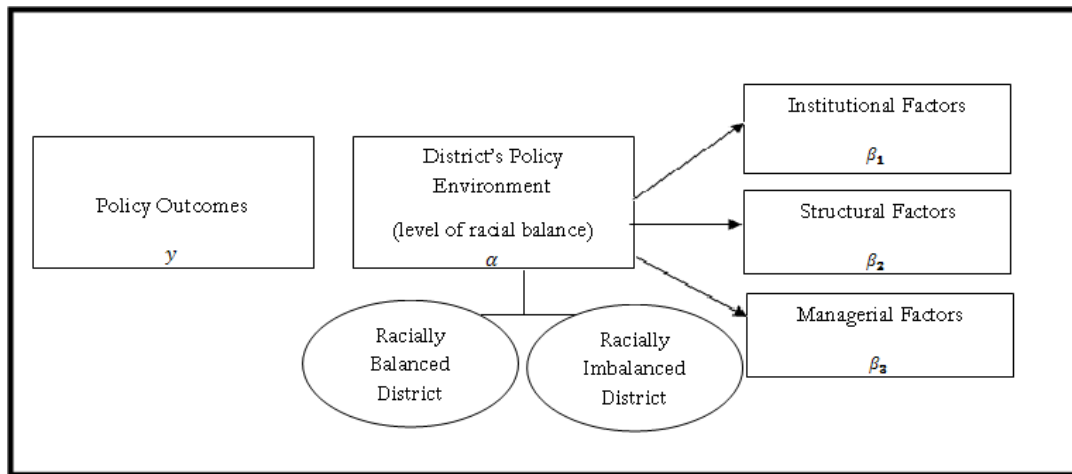 Policy Outcomes
y
District's Policy
Environment
(level of racial balance)
α
Institutional Factors
β₁
Structural Factors
β₂
Managerial Factors
β₃
Racially
Balanced
District
Racially
Imbalanced
District